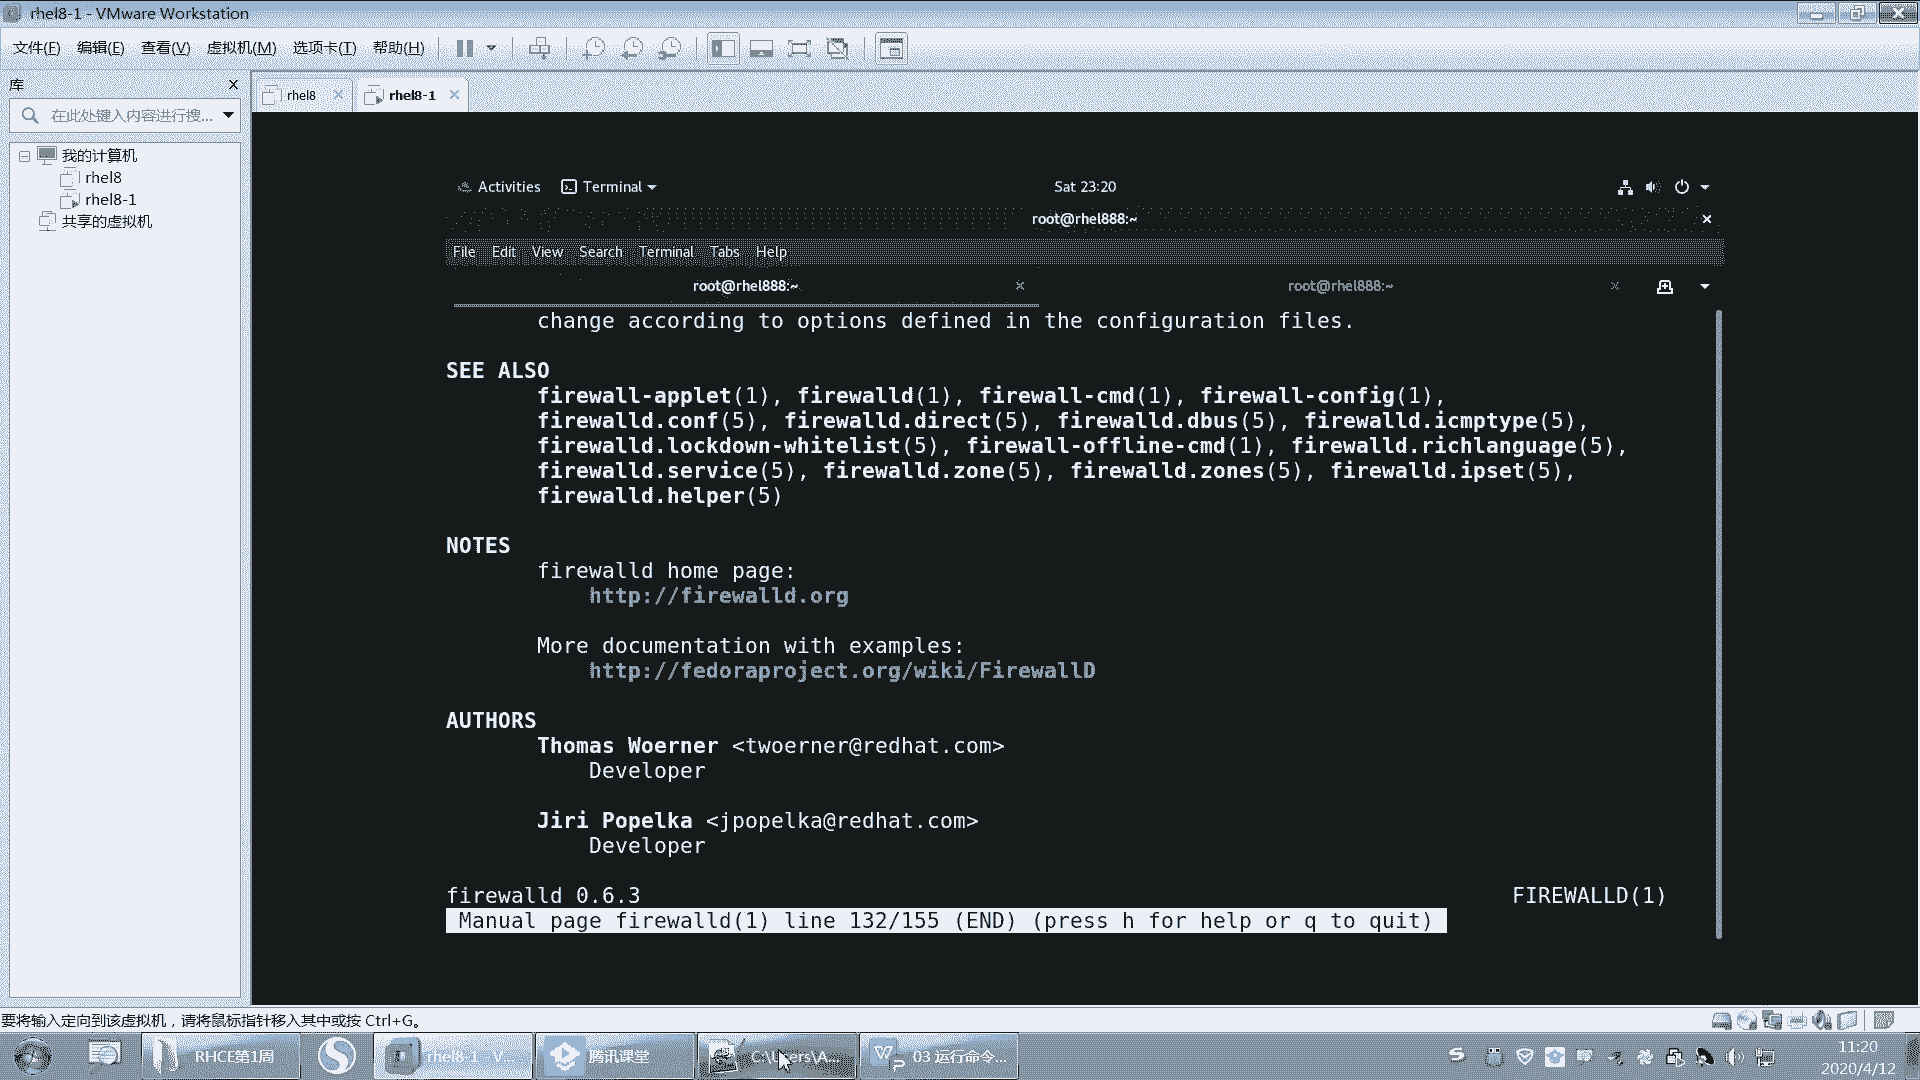 rhel8-1 - VMware Workstation
文件(F) 编辑(E) 查看(V) 虚拟机(M) 选项卡(T) 帮助(H)
库
在此处键入内容进行搜...
我的计算机
rhel8
rhel8-1
共享的虚拟机
rhel8
rhel8-1
Activities Terminal Sat 23:20
root@rhel888:~
File Edit View Search Terminal Tabs Help
root@rhel888:~ root@rhel888:~
change according to options defined in the configuration files.
SEE ALSO
firewall-applet(1), firewalld(1), firewall-cmd(1), firewall-config(1),
firewalld.conf(5), firewalld.direct(5), firewalld.dbus(5), firewalld.icmptype(5),
firewalld.lockdown-whitelist(5), firewall-offline-cmd(1), firewalld.richlanguage(5),
firewalld.service(5), firewalld.zone(5), firewalld.zones(5), firewalld.ipset(5),
firewalld.helper(5)
NOTES
firewalld home page:
http://firewalld.org
More documentation with examples:
http://fedoraproject.org/wiki/FirewallD
AUTHORS
Thomas Woerner <twoerner@redhat.com>
Developer
Jiri Popelka <jpopelka@redhat.com>
Developer
firewalld 0.6.3 FIREWALLD(1)
Manual page firewalld(1) line 132/155 (END) (press h for help or q to quit)
要将输入定向到该虚拟机，请将鼠标指针移入其中或按 Ctrl+G。
RHCE第1周 rhel8-1 - V... 腾讯课堂 C:\Users\A... 03 运行命令...
11:20
2020/4/12